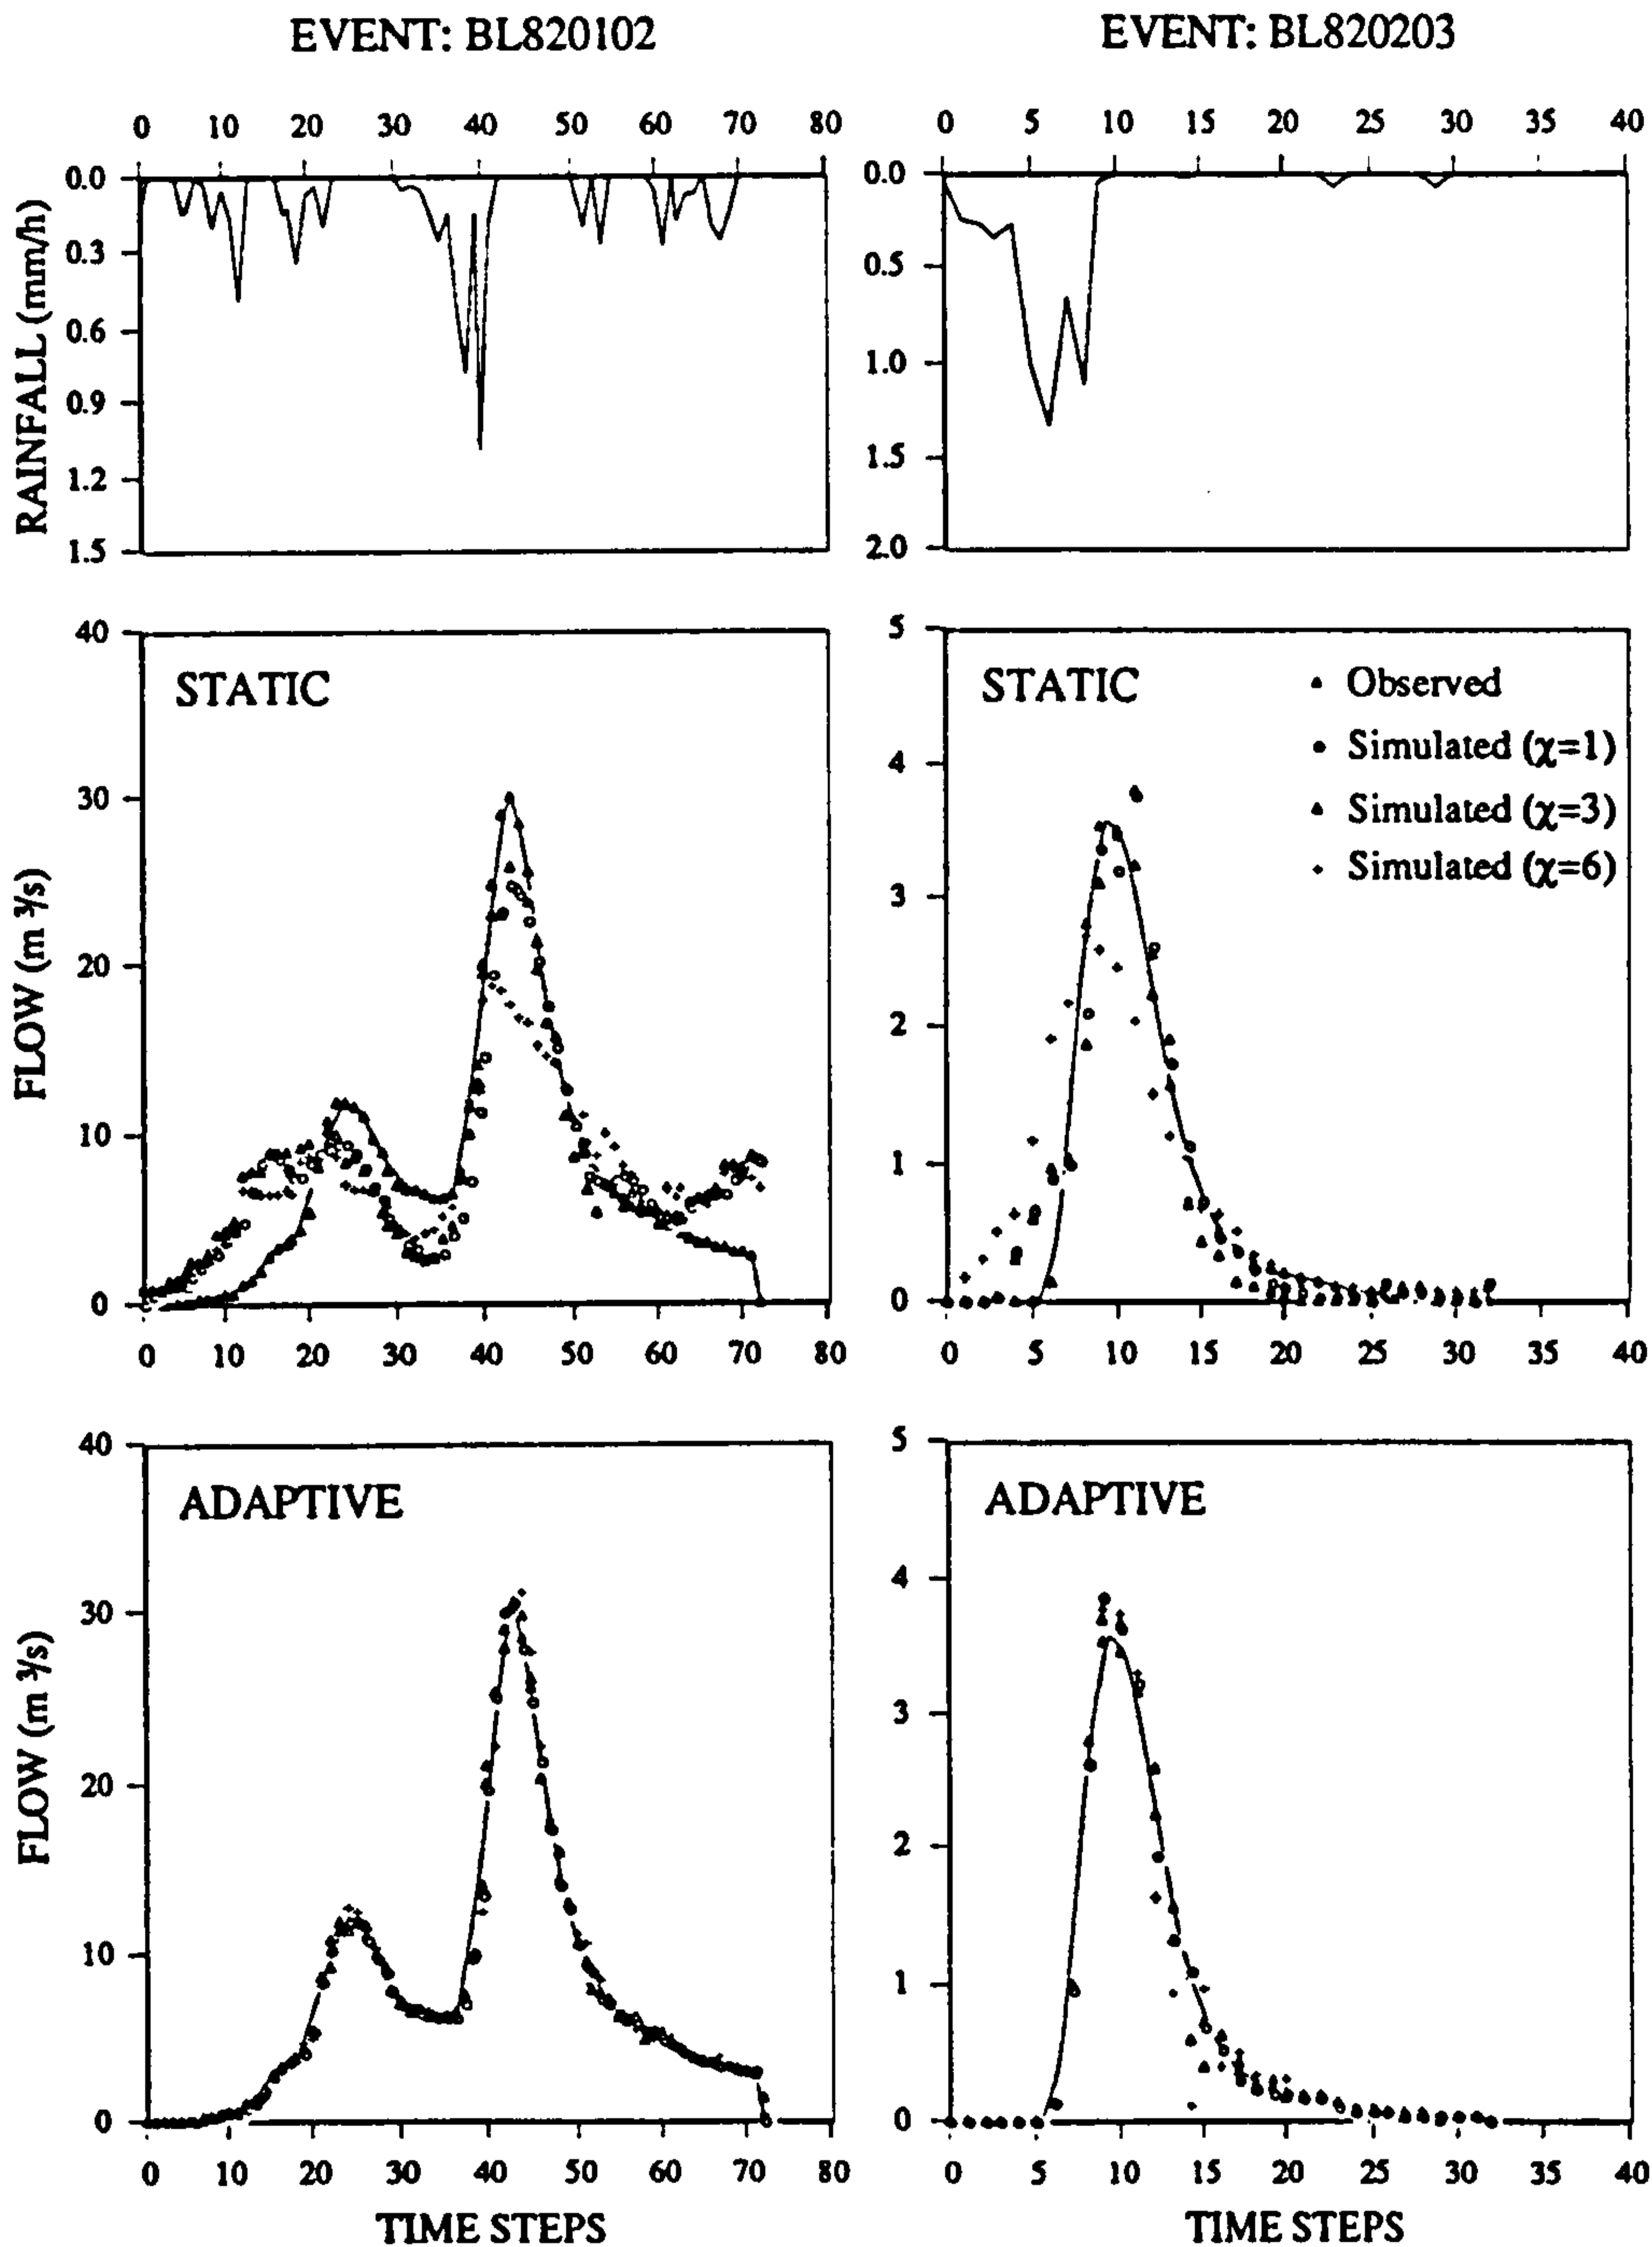 EVENT: BL820102
EVENT: BL820203
0 10 20 30 40 50 60 70 80
0 5 10 15 20 25 30 35 40
RAINFALL (mm/h)
0.0
0.3
0.6
0.9
1.2
1.5
0.0
0.5
1.0
1.5
2.0
FLOW (m³/s)
40
30
20
10
0
STATIC
0 10 20 30 40 50 60 70 80
5
4
3
2
1
0
STATIC
▲ Observed
● Simulated (χ=1)
▲ Simulated (χ=3)
+ Simulated (χ=6)
0 5 10 15 20 25 30 35 40
FLOW (m³/s)
40
30
20
10
0
ADAPTIVE
0 10 20 30 40 50 60 70 80
TIME STEPS
5
4
3
2
1
0
ADAPTIVE
0 5 10 15 20 25 30 35 40
TIME STEPS